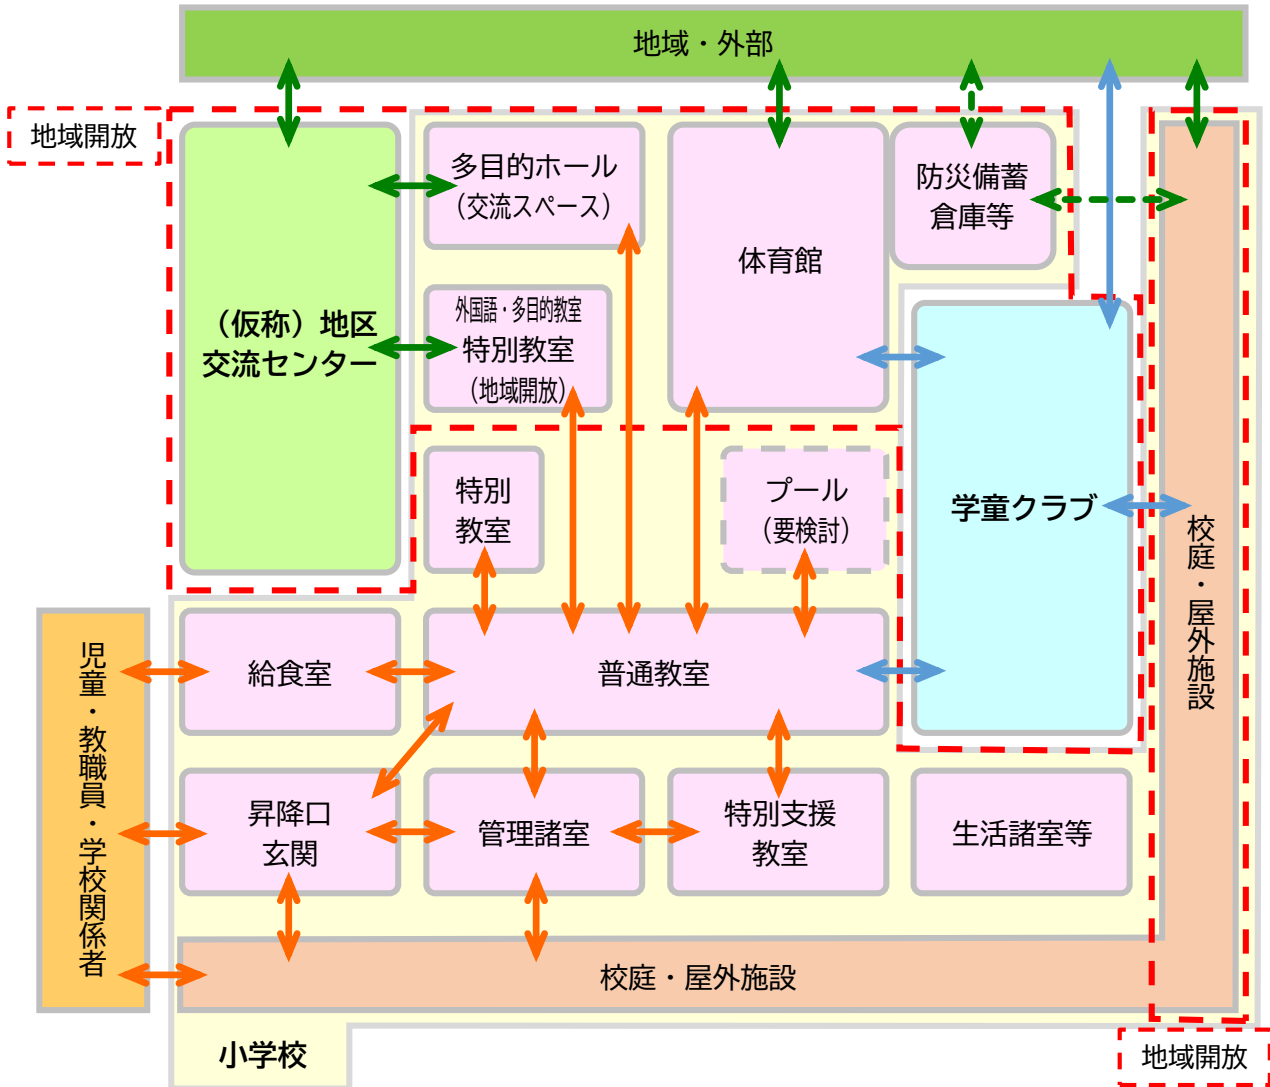 地域・外部
地域開放
多目的ホール
（交流スペース）
体育館
防災備蓄
倉庫等
（仮称）地区
交流センター
外国語・多目的教室
特別教室
（地域開放）
特別
教室
プール
（要検討）
学童クラブ
校庭・屋外施設
児童・教職員・学校関係者
給食室
普通教室
昇降口
玄関
管理諸室
特別支援
教室
生活諸室等
校庭・屋外施設
小学校
地域開放